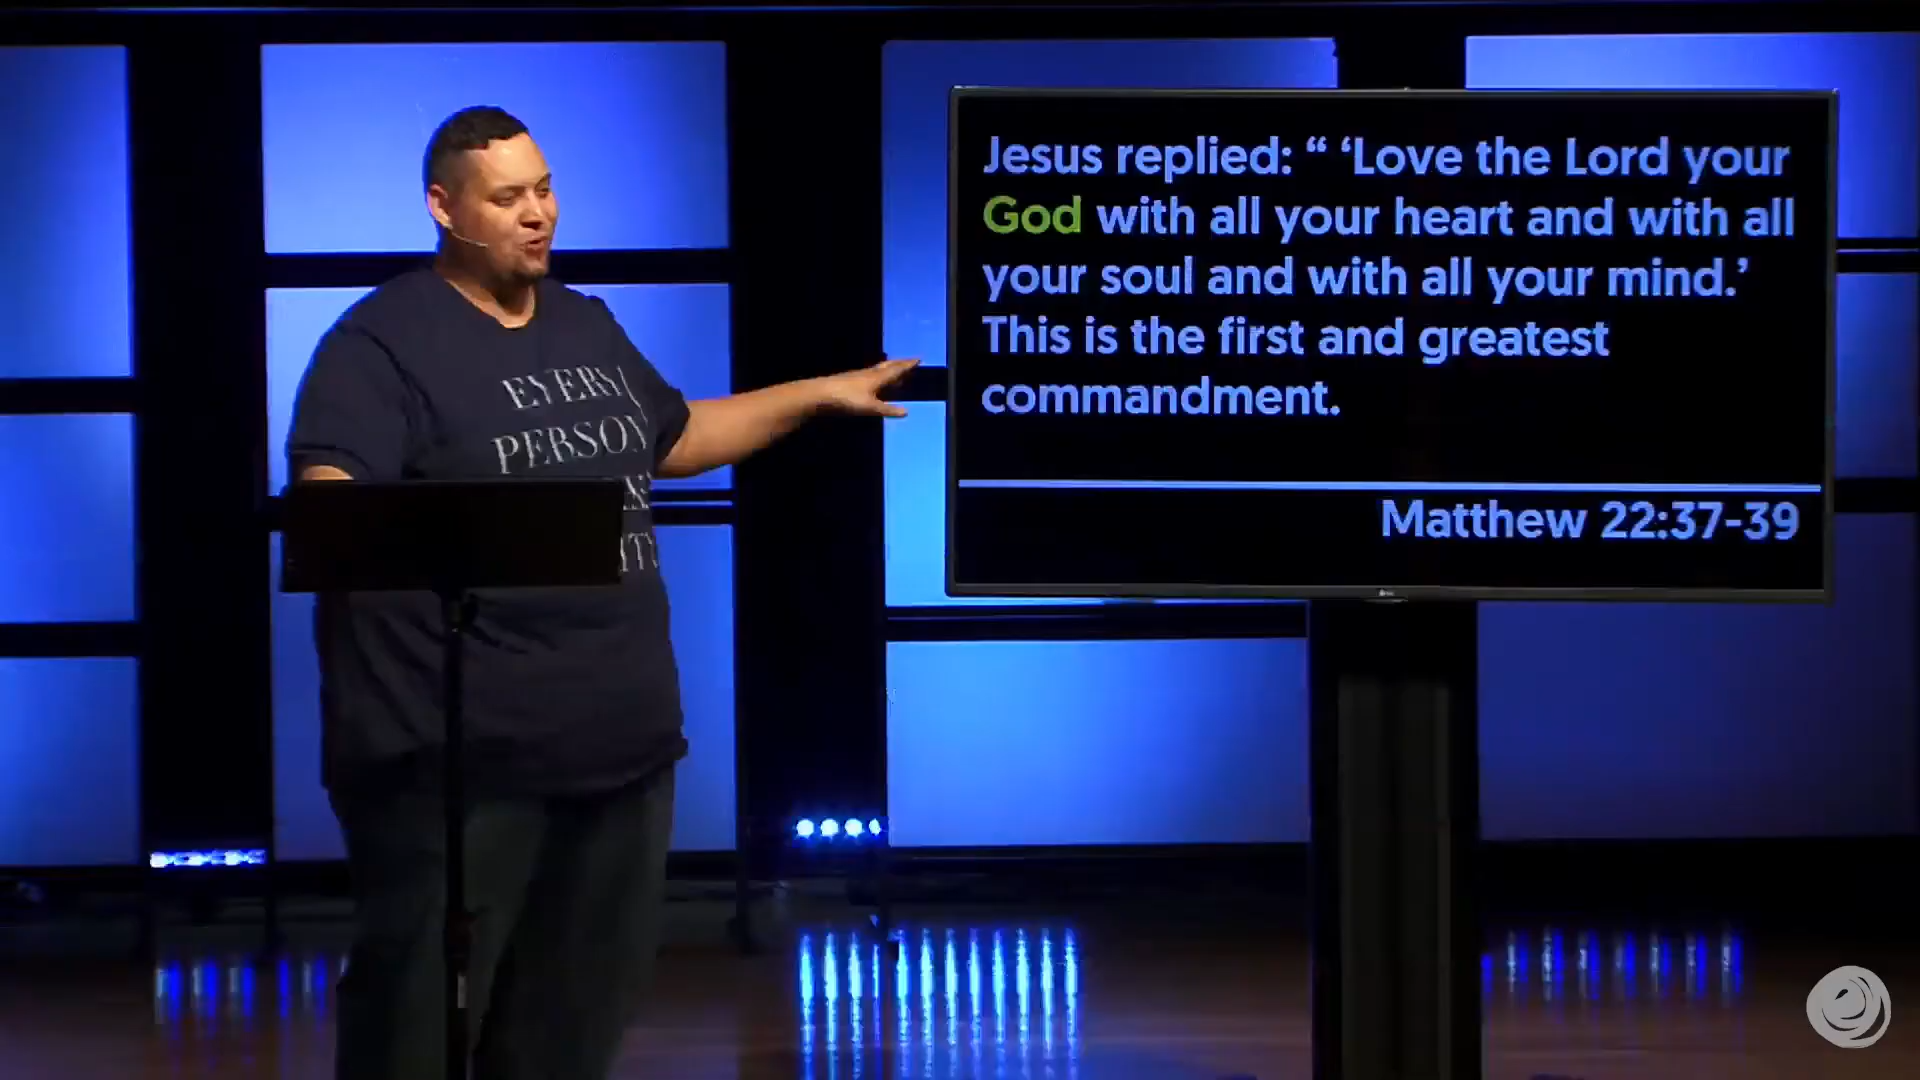 EVERY
PERSON
Jesus replied: “ ‘Love the Lord your
God with all your heart and with all
your soul and with all your mind.’
This is the first and greatest
commandment.
Matthew 22:37-39